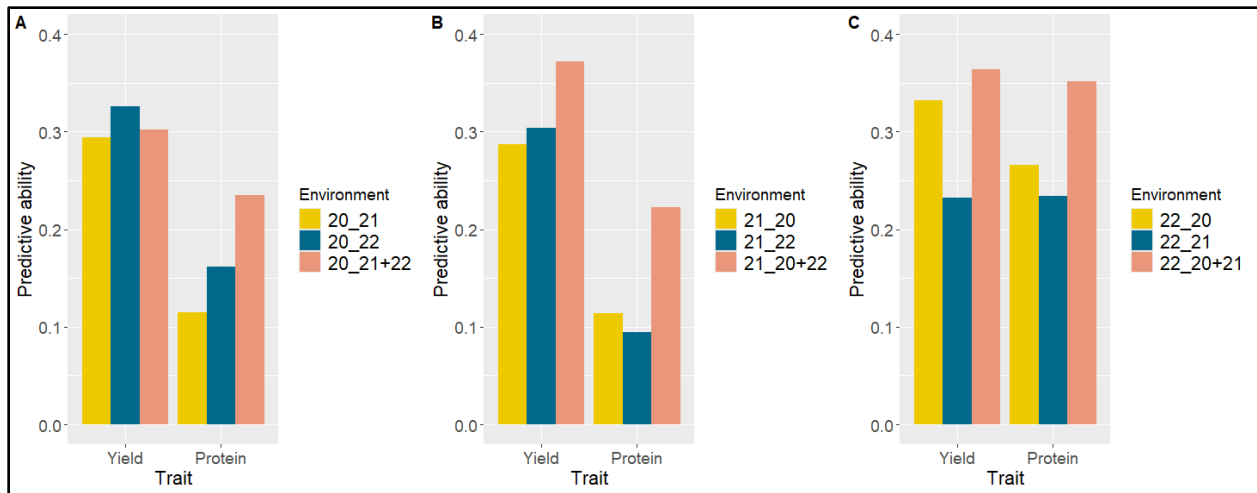 A
0.4
0.3
0.2
0.1
0.0
Predictive ability
Yield
Protein
Trait
Environment
20_21
20_22
20_21+22
B
0.4
0.3
0.2
0.1
0.0
Predictive ability
Yield
Protein
Trait
Environment
21_20
21_22
21_20+22
C
0.4
0.3
0.2
0.1
0.0
Predictive ability
Yield
Protein
Trait
Environment
22_20
22_21
22_20+21